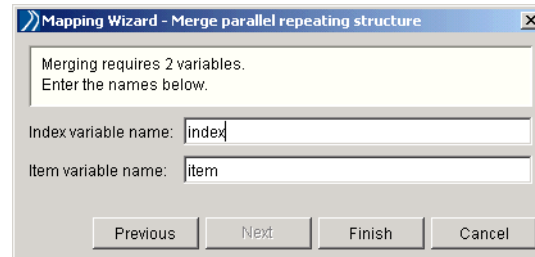 Mapping Wizard - Merge parallel repeating structure
Merging requires 2 variables.
Enter the names below.
Index variable name: index
Item variable name: item
Previous Next Finish Cancel